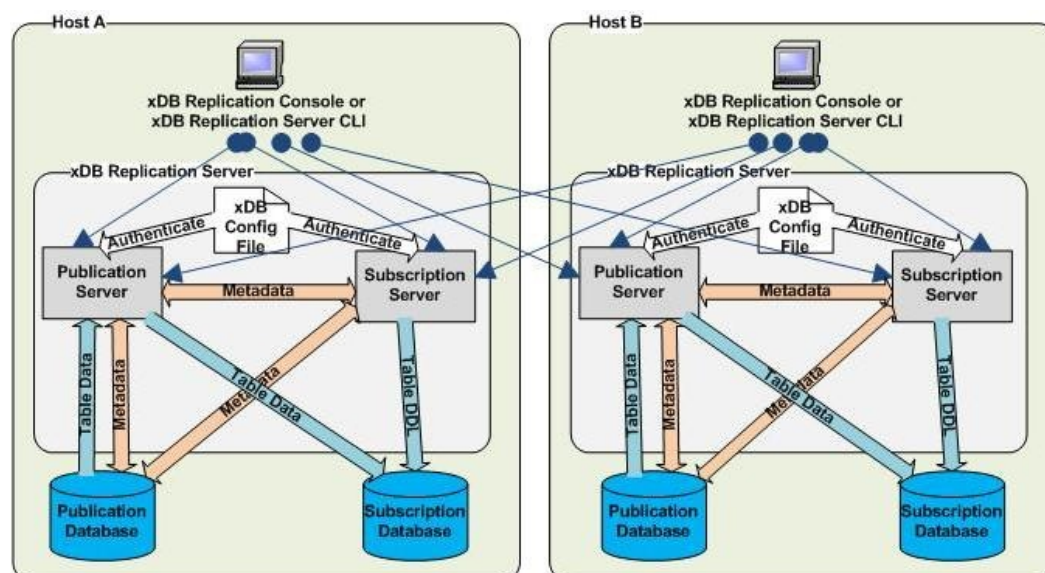 Host A
xDB Replication Console or
xDB Replication Server CLI
xDB Replication Server
xDB
Config
File
Authenticate
Authenticate
Publication
Server
Metadata
Subscription
Server
Table Data
Metadata
Table Data
Metadata
Table DDL
Publication
Database
Subscription
Database
Host B
xDB Replication Console or
xDB Replication Server CLI
xDB Replication Server
xDB
Config
File
Authenticate
Authenticate
Publication
Server
Metadata
Subscription
Server
Table Data
Metadata
Table Data
Metadata
Table DDL
Publication
Database
Subscription
Database